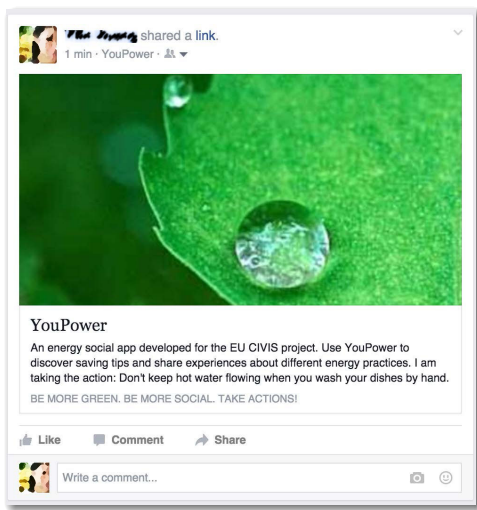 shared a link.
1 min · YouPower ·
YouPower
An energy social app developed for the EU CIVIS project. Use YouPower to
discover saving tips and share experiences about different energy practices. I am
taking the action: Don't keep hot water flowing when you wash your dishes by hand.
BE MORE GREEN. BE MORE SOCIAL. TAKE ACTIONS!
Like Comment Share
Write a comment...